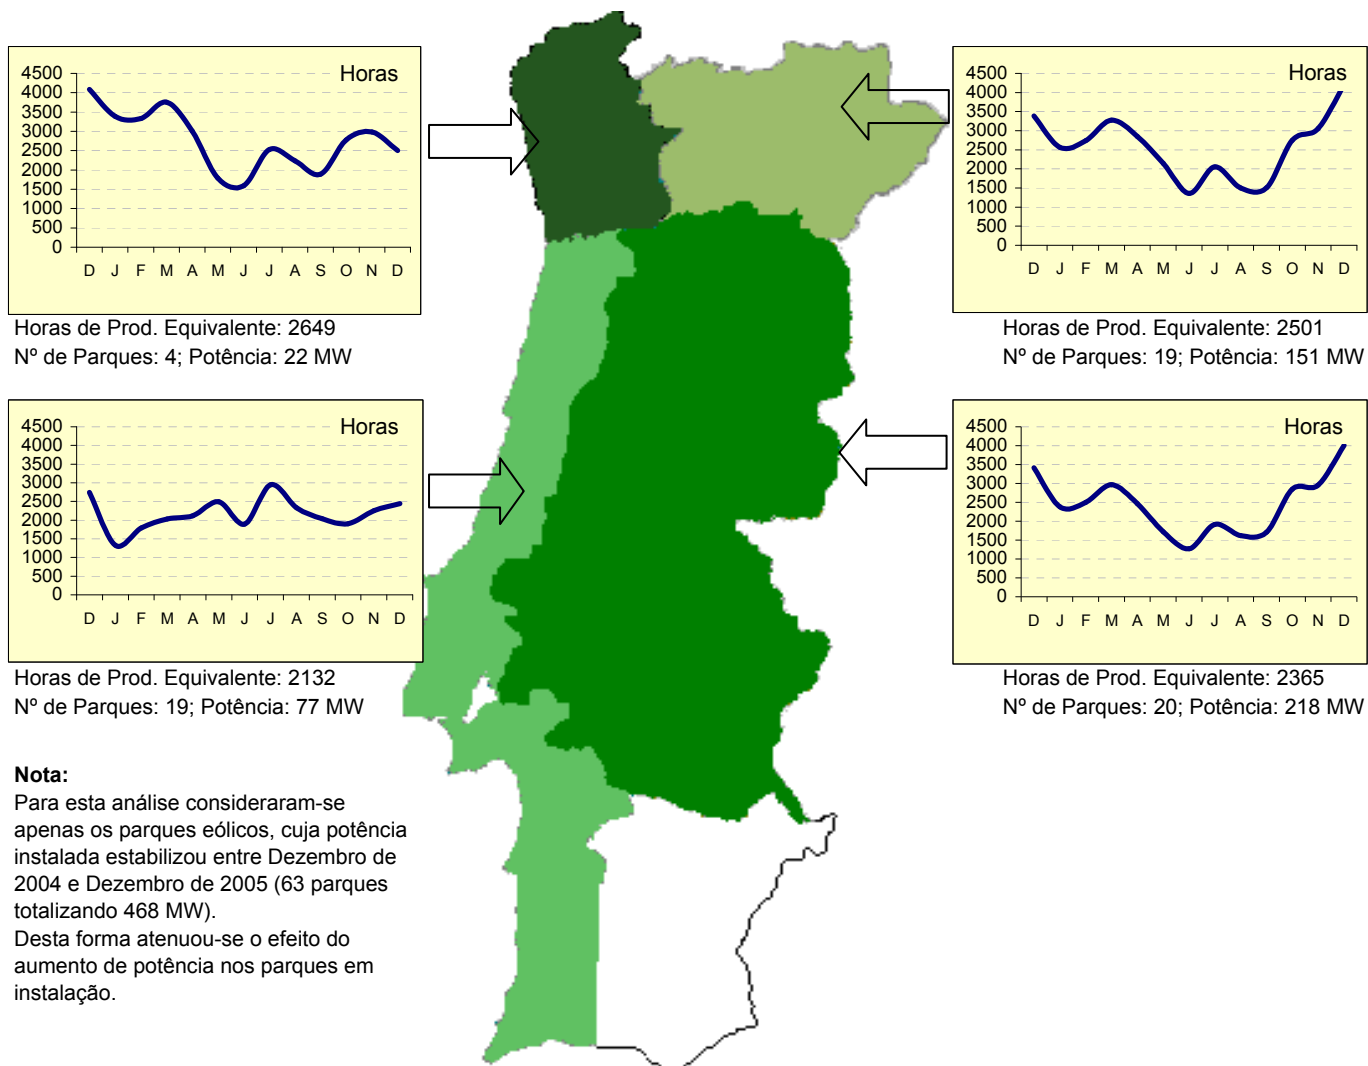 Horas
4500
4000
3500
3000
2500
2000
1500
1000
500
0
D J F M A M J J A S O N D
Horas de Prod. Equivalente: 2649
Nº de Parques: 4; Potência: 22 MW
Horas
4500
4000
3500
3000
2500
2000
1500
1000
500
0
D J F M A M J J A S O N D
Horas de Prod. Equivalente: 2501
Nº de Parques: 19; Potência: 151 MW
Horas
4500
4000
3500
3000
2500
2000
1500
1000
500
0
D J F M A M J J A S O N D
Horas de Prod. Equivalente: 2132
Nº de Parques: 19; Potência: 77 MW
Horas
4500
4000
3500
3000
2500
2000
1500
1000
500
0
D J F M A M J J A S O N D
Horas de Prod. Equivalente: 2365
Nº de Parques: 20; Potência: 218 MW
Nota:
Para esta análise consideraram-se
apenas os parques eólicos, cuja potência
instalada estabilizou entre Dezembro de
2004 e Dezembro de 2005 (63 parques
totalizando 468 MW).
Desta forma atenuou-se o efeito do
aumento de potência nos parques em
instalação.